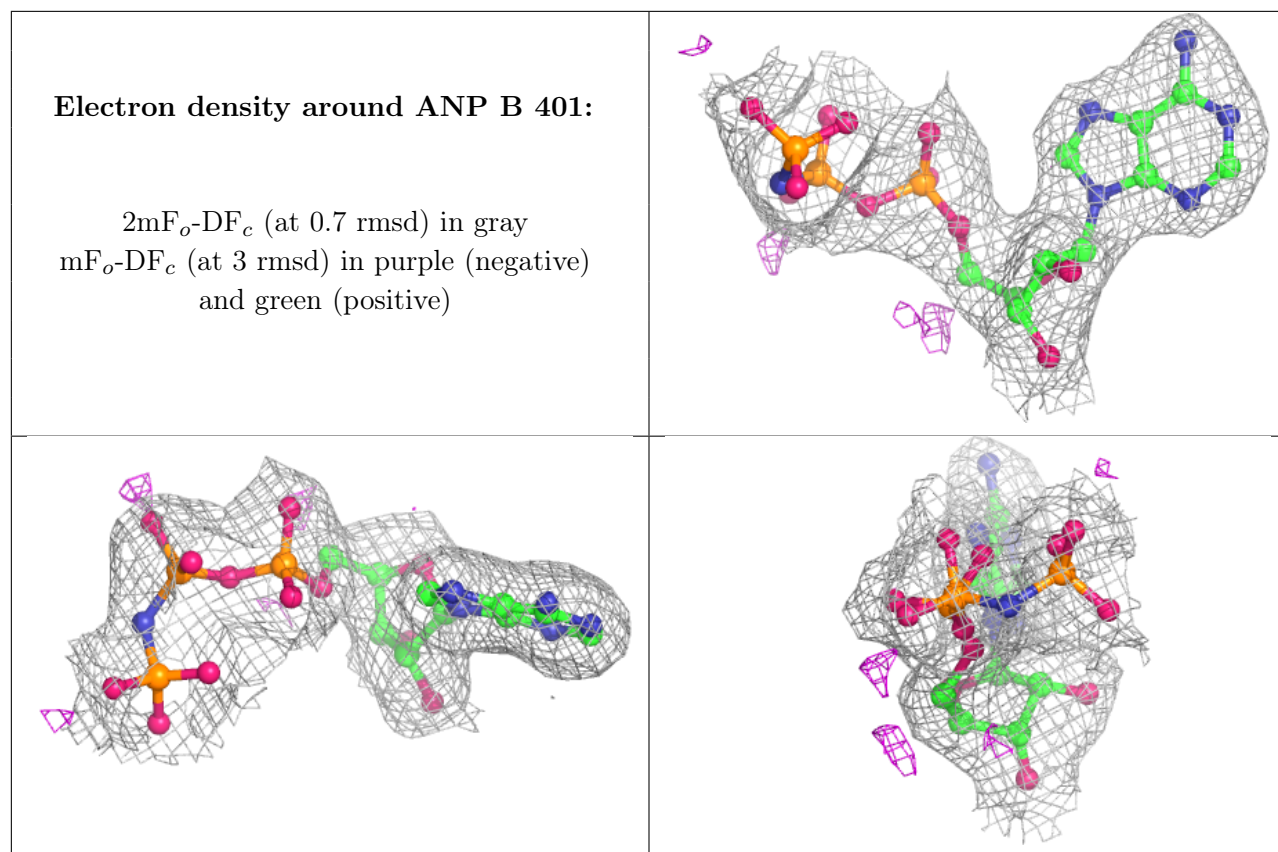 Electron density around ANP B 401:
2mFo-DFc (at 0.7 rmsd) in gray
mFo-DFc (at 3 rmsd) in purple (negative)
and green (positive)